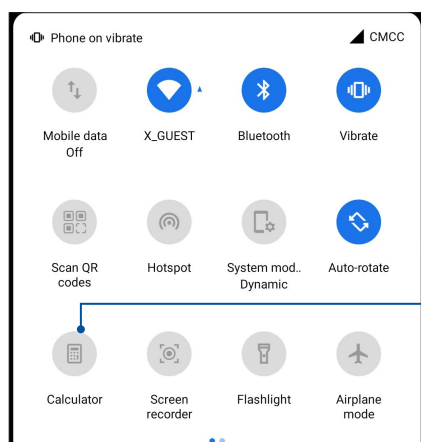 Phone on vibrate CMCC
Mobile data X_GUEST Bluetooth Vibrate
Off
Scan QR Hotspot System mod.. Auto-rotate
codes Dynamic
Calculator Screen Flashlight Airplane
recorder mode